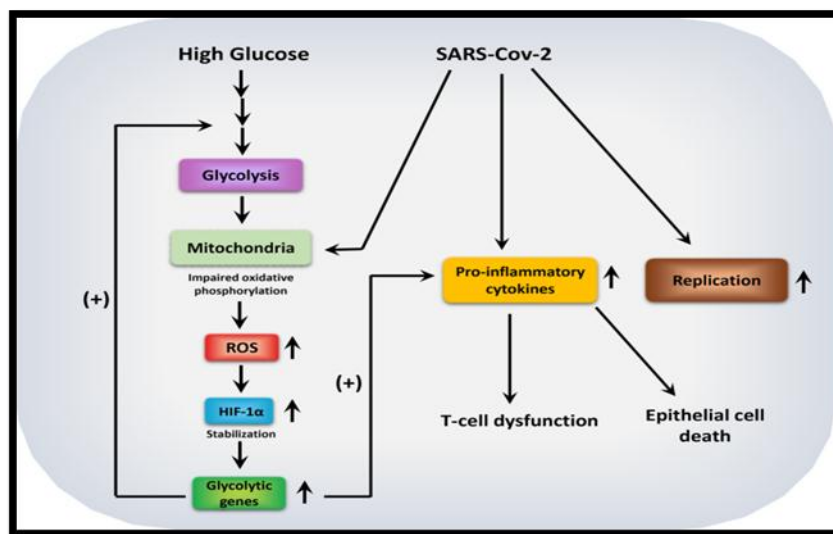 High Glucose
SARS-Cov-2
Glycolysis
Mitochondria
Impaired oxidative
phosphorylation
(+)
ROS
HIF-1α
Stabilization
Glycolytic
genes
(+)
Pro-inflammatory
cytokines
Replication
T-cell dysfunction
Epithelial cell
death